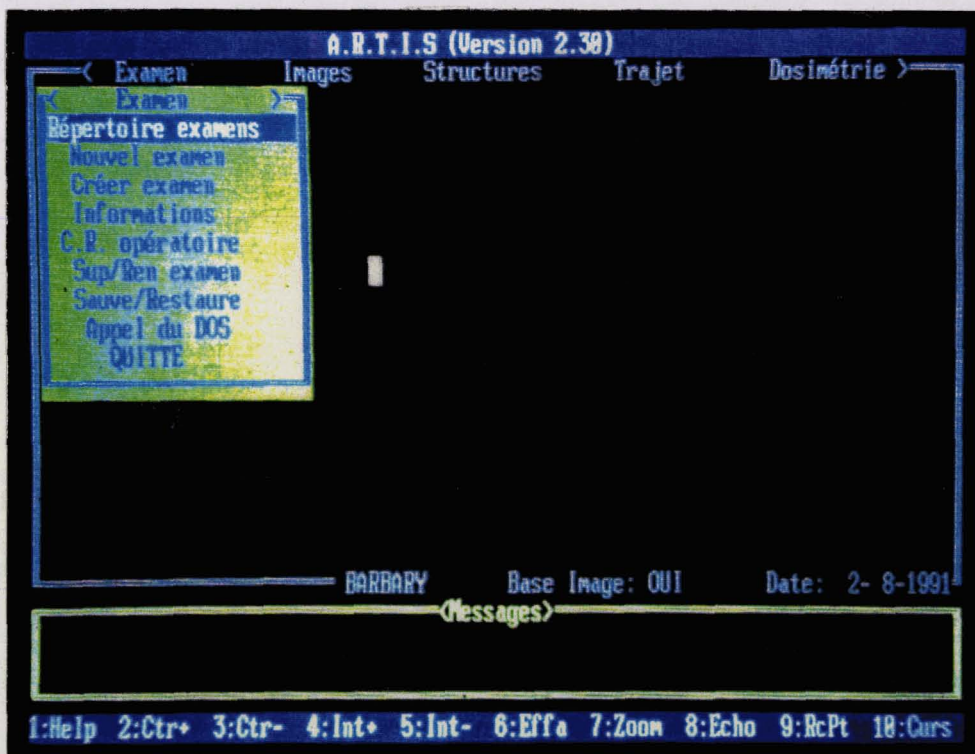 A.R.T.I.S (Version 2.30)
< Examen Images Structures Trajet Dosimétrie >
< Examen >
Répertoire examens
Nouvel examen
Créer examen
Informations
C.R. opératoire
Sup/Ren examen
Sauve/Restaure
Appel du DOS
QUITTE
BARBARY Base Image: OUI Date: 2- 8-1991
<Messages>
1:Help 2:Ctr+ 3:Ctr- 4:Int+ 5:Int- 6:Effa 7:Zoom 8:Echo 9:RcPt 10:Curs